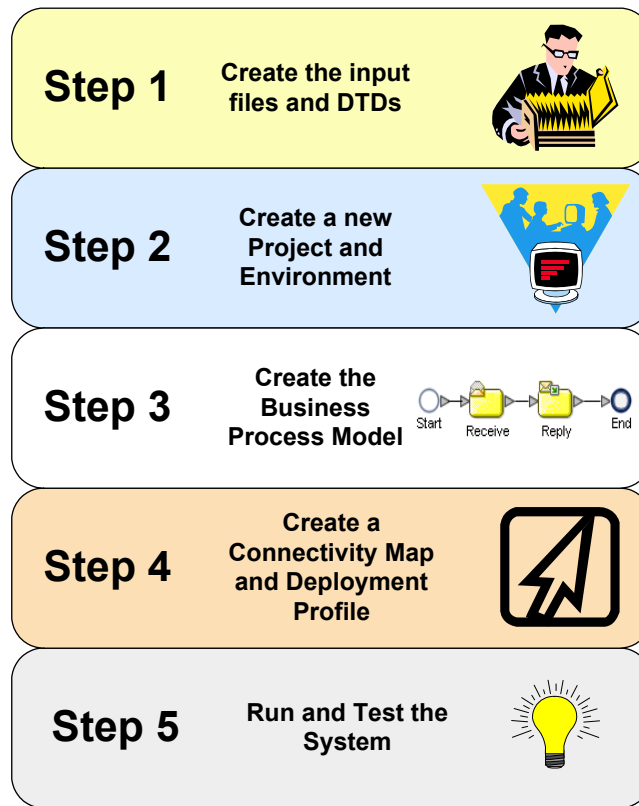 Step 1
Create the input
files and DTDs
Step 2
Create a new
Project and
Environment
Step 3
Create the
Business
Process Model
Start
Receive
Reply
End
Step 4
Create a
Connectivity Map
and Deployment
Profile
Step 5
Run and Test the
System